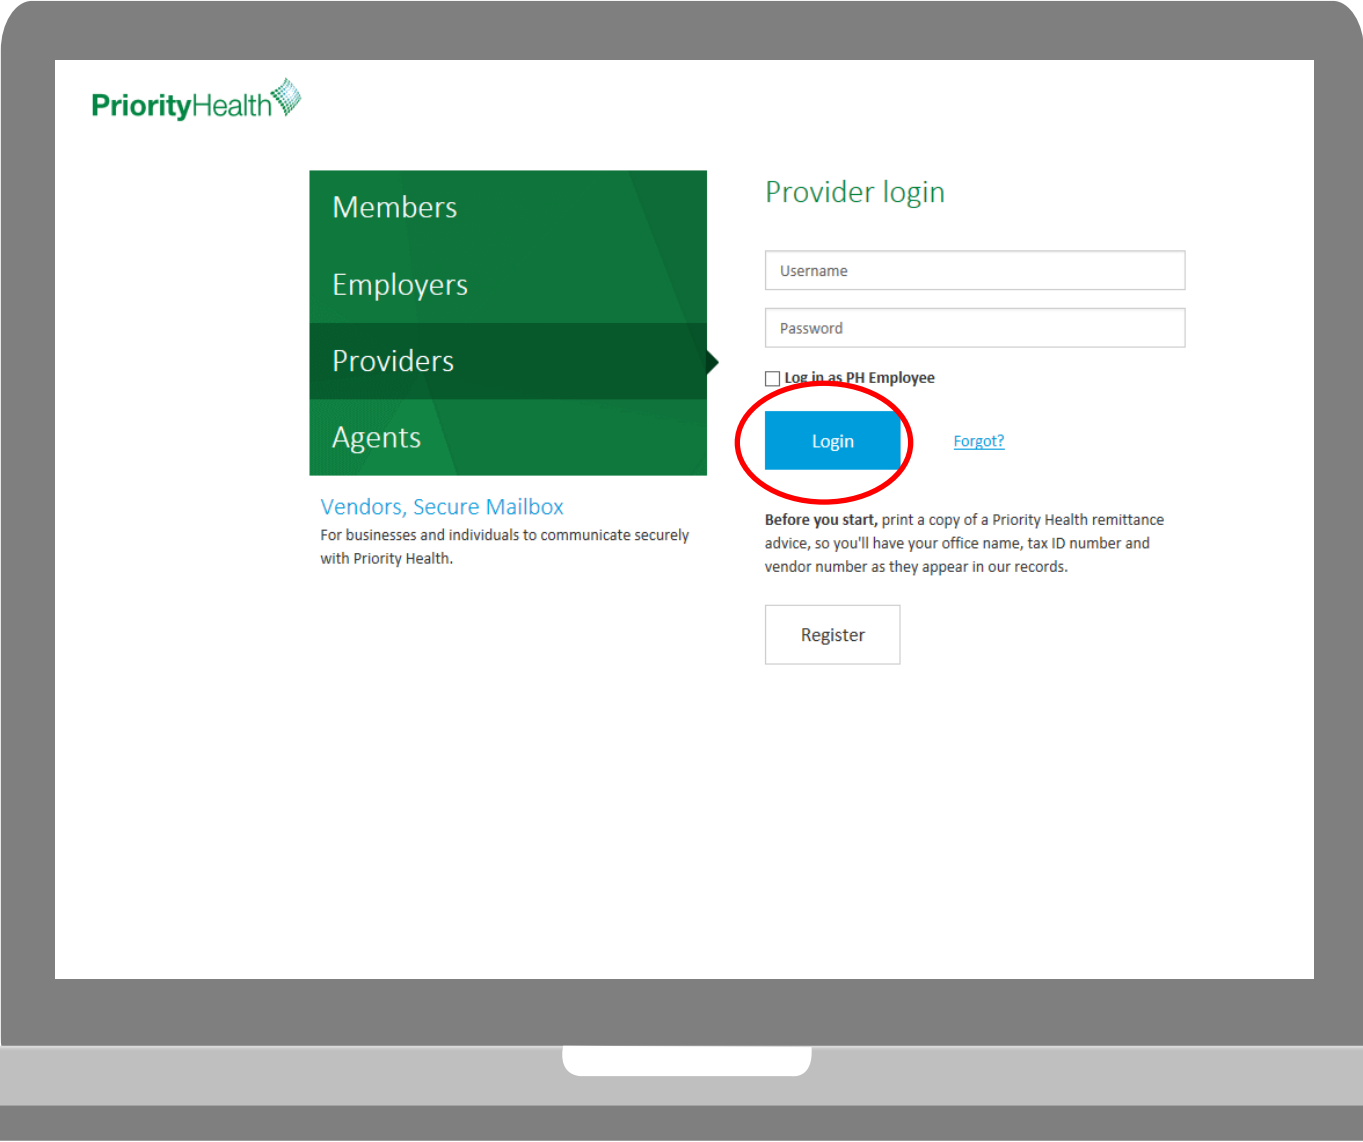 PriorityHealth
Members
Employers
Providers
Agents
Vendors, Secure Mailbox
For businesses and individuals to communicate securely
with Priority Health.
Provider login
Username
Password
Log in as PH Employee
Login
Forgot?
Before you start, print a copy of a Priority Health remittance
advice, so you'll have your office name, tax ID number and
vendor number as they appear in our records.
Register